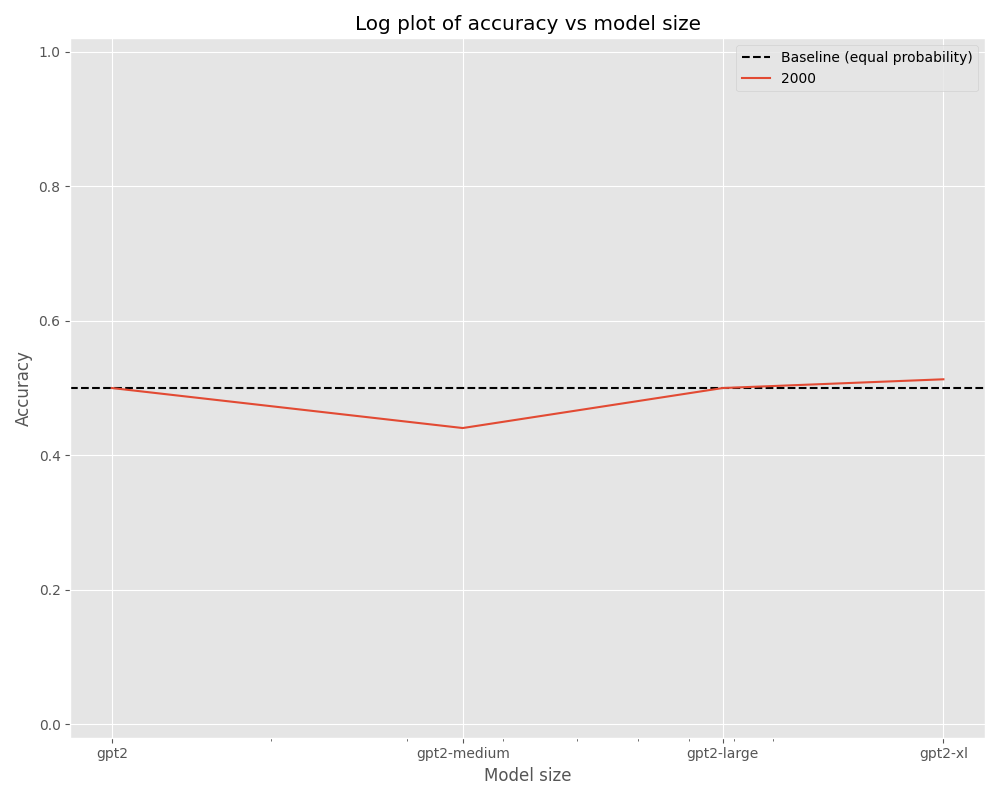 Log plot of accuracy vs model size
Baseline (equal probability)
2000
1.0
0.8
0.6
0.4
0.2
0.0
Accuracy
gpt2 gpt2-medium gpt2-large gpt2-xl
Model size